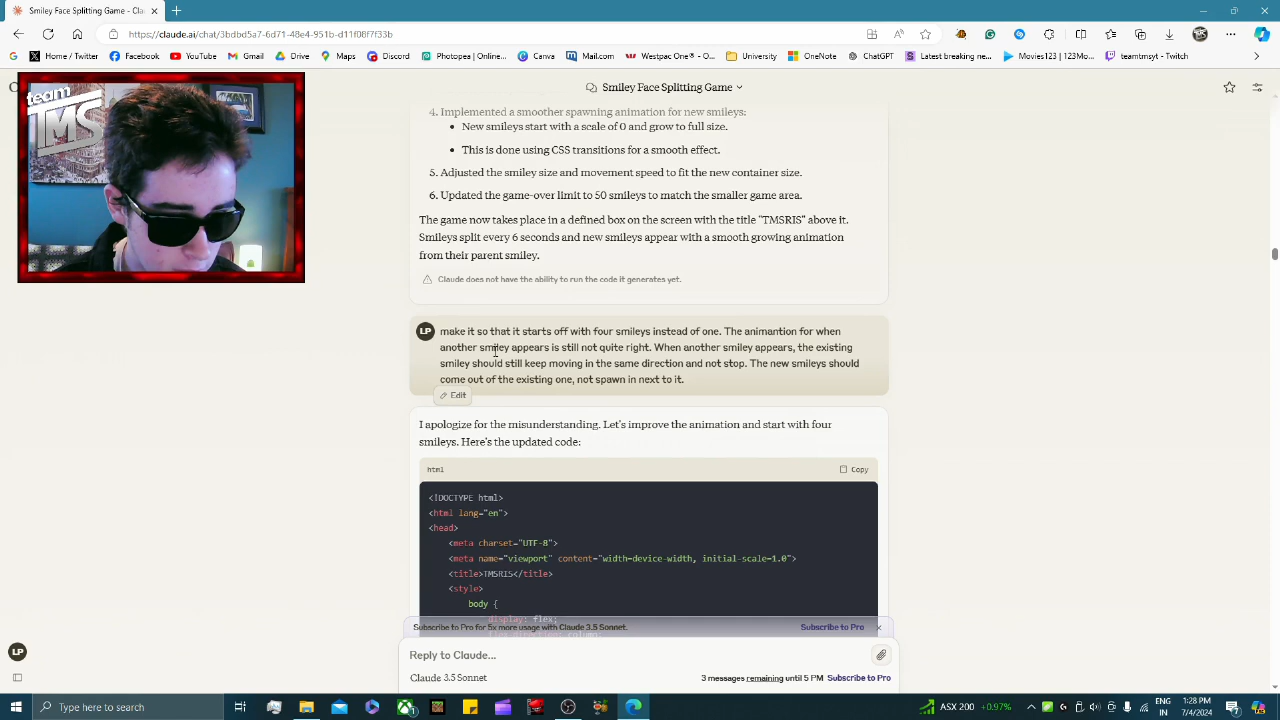 Smiley Face Splitting Game - Cla
https://claude.ai/chat/3bdbd5a7-6d71-48e4-951b-d11f08f7f33b
Home / Twitter
Facebook
YouTube
Gmail
Drive
Maps
Discord
Photopea | Online...
Canva
Mail.com
Westpac One®...
University
OneNote
ChatGPT
Latest breaking ne...
Movies123 | 123Mo...
teamtmsyt - Twitch
team
TMS
Smiley Face Splitting Game
4. Implemented a smoother spawning animation for new smileys:
• New smileys start with a scale of 0 and grow to full size.
• This is done using CSS transitions for a smooth effect.
5. Adjusted the smiley size and movement speed to fit the new container size.
6. Updated the game-over limit to 50 smileys to match the smaller game area.
The game now takes place in a defined box on the screen with the title "TMSRIS" above it.
Smileys split every 6 seconds and new smileys appear with a smooth growing animation
from their parent smiley.
Claude does not have the ability to run the code it generates yet.
LP
make it so that it starts off with four smileys instead of one. The animantion for when
another smiley appears is still not quite right. When another smiley appears, the existing
smiley should still keep moving in the same direction and not stop. The new smileys should
come out of the existing one, not spawn in next to it.
Edit
I apologize for the misunderstanding. Let's improve the animation and start with four
smileys. Here's the updated code:
html
Copy
<!DOCTYPE html>
<html lang="en">
<head>
<meta charset="UTF-8">
<meta name="viewport" content="width=device-width, initial-scale=1.0">
<title>TMSRIS</title>
<style>
body {
display: flex;
flex-direction: column;
Subscribe to Pro for 5x more usage with Claude 3.5 Sonnet.
Subscribe to Pro
Reply to Claude...
Claude 3.5 Sonnet
3 messages remaining until 5 PM Subscribe to Pro
LP
Type here to search
ASX 200 +0.97%
ENG
IN
1:28 PM
7/4/2024